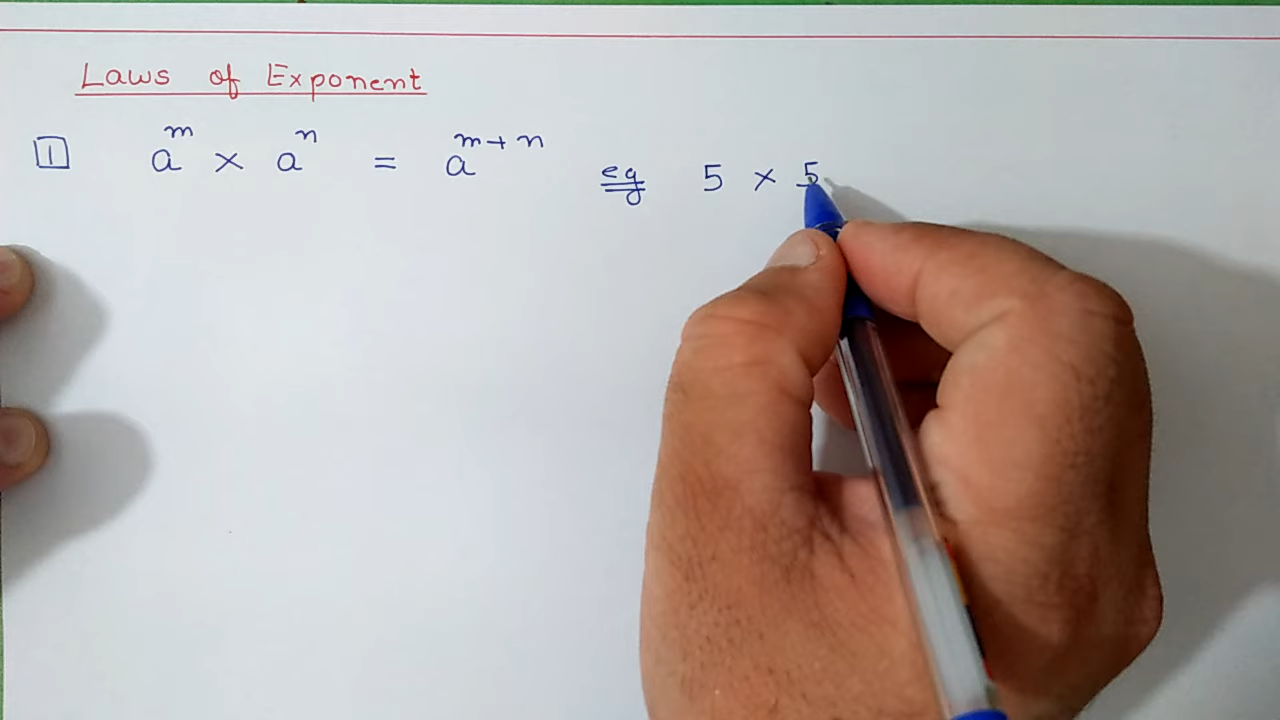 Laws of Exponent
1 a^m × a^n = a^{m+n} eg 5 × 5